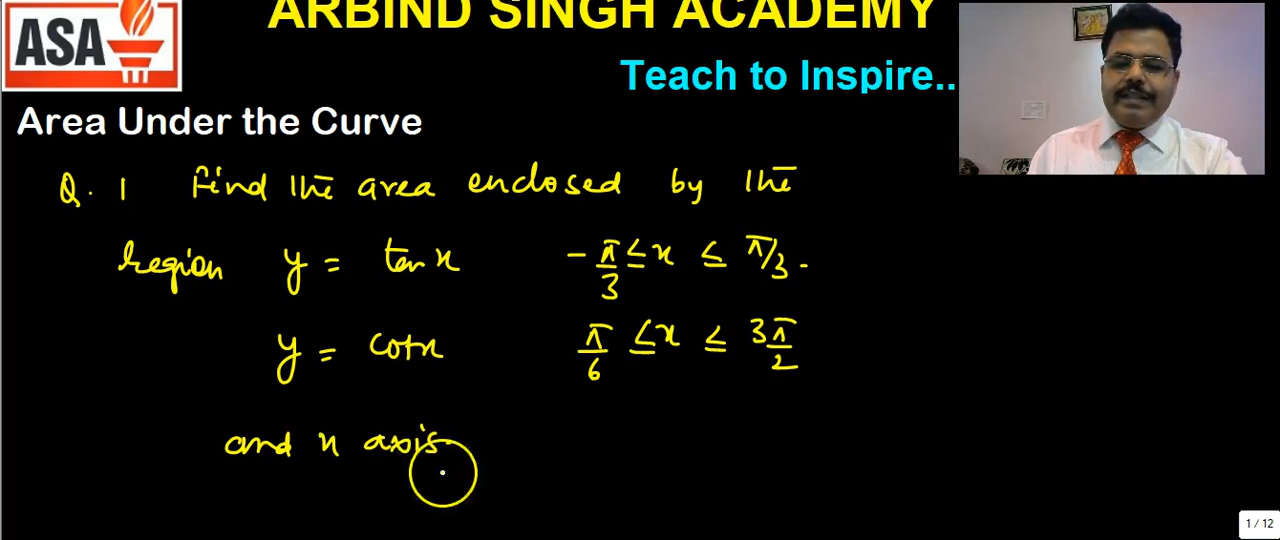 ARBIND SINGH ACADEMY
ASA
Teach to Inspire..
Area Under the Curve
Q. 1 Find the area enclosed by the
region y = tan x -π/3 ≤ x ≤ π/3.
y = cot x π/6 ≤ x ≤ 3π/2
and x axis
1 / 12